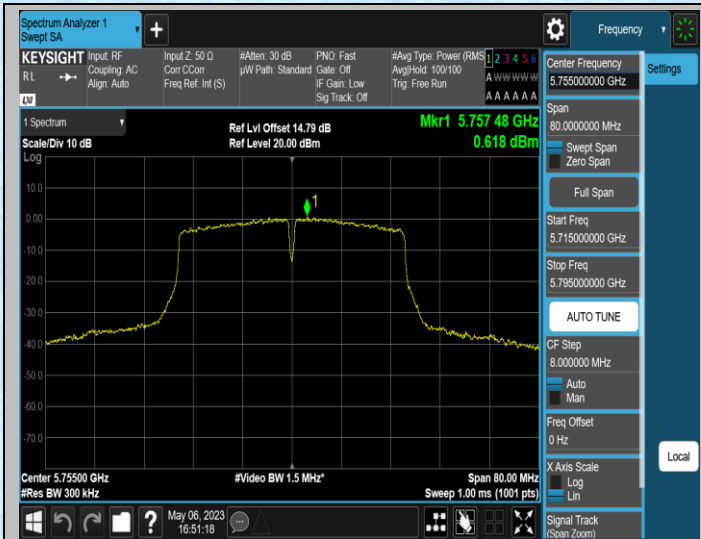 Spectrum Analyzer 1
Swept SA
Frequency
KEYSIGHT
R L
LXI
Input: RF
Coupling: AC
Align: Auto
Input Z: 50 Ω
Corr CCorr
Freq Ref: Int (S)
#Atten: 30 dB
µW Path: Standard
PNO: Fast
Gate: Off
IF Gain: Low
Sig Track: Off
#Avg Type: Power (RMS
Avg|Hold: 100/100
Trig: Free Run
1 2 3 4 5 6
A W W W W W
A A A A A A
1 Spectrum
Scale/Div 10 dB
Log
Ref Lvl Offset 14.79 dB
Ref Level 20.00 dBm
Mkr1 5.757 48 GHz
0.618 dBm
1
10.0
0.00
-10.0
-20.0
-30.0
-40.0
-50.0
-60.0
-70.0
Center 5.75500 GHz
#Res BW 300 kHz
#Video BW 1.5 MHz*
Span 80.00 MHz
Sweep 1.00 ms (1001 pts)
?
May 06, 2023
16:51:18
Center Frequency
5.755000000 GHz
Settings
Span
80.0000000 MHz
Swept Span
Zero Span
Full Span
Start Freq
5.715000000 GHz
Stop Freq
5.795000000 GHz
AUTO TUNE
CF Step
8.000000 MHz
Auto
Man
Freq Offset
0 Hz
Local
X Axis Scale
Log
Lin
Signal Track
(Span Zoom)